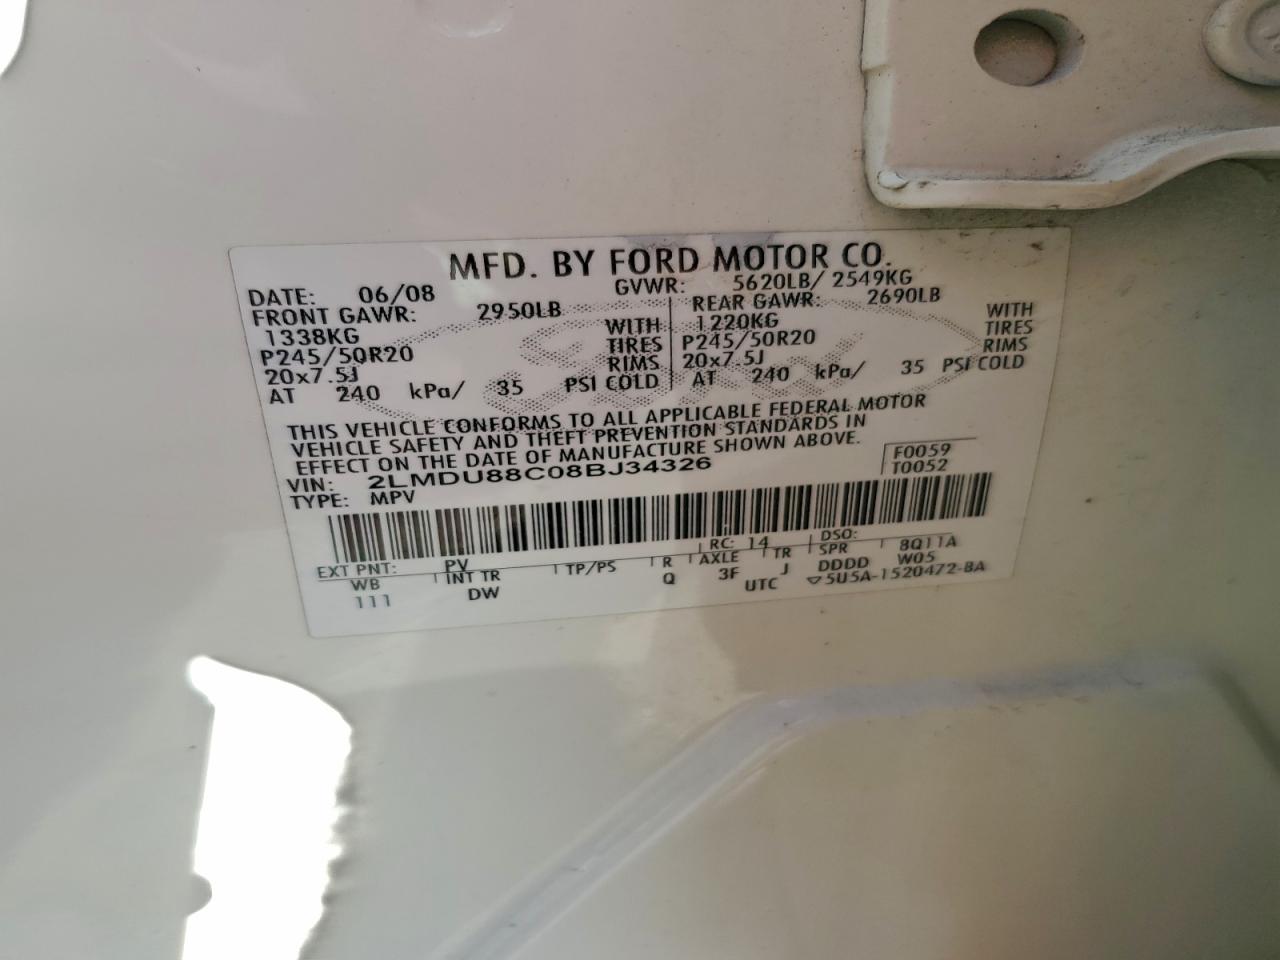 MFD. BY FORD MOTOR CO.
DATE: 06/08 GVWR: 5620LB/ 2549KG
FRONT GAWR: 2950LB REAR GAWR: 2690LB
1338KG WITH 1220KG WITH
P245/50R20 TIRES P245/50R20 TIRES
20x7.5J RIMS 20x7.5J RIMS
AT 240 kPa/ 35 PSI COLD AT 240 kPa/ 35 PSI COLD
THIS VEHICLE CONFORMS TO ALL APPLICABLE FEDERAL MOTOR
VEHICLE SAFETY AND THEFT PREVENTION STANDARDS IN
EFFECT ON THE DATE OF MANUFACTURE SHOWN ABOVE.
VIN: 2LMDU88C08BJ34326 F0059
TYPE: MPV T0052
EXT PNT: PV RC: 14 DSO:
WB INT TR TP/PS R AXLE TR SPR 8Q11A
111 DW Q 3F J DDDD W05
UTC ▽5U5A-1520472-BA